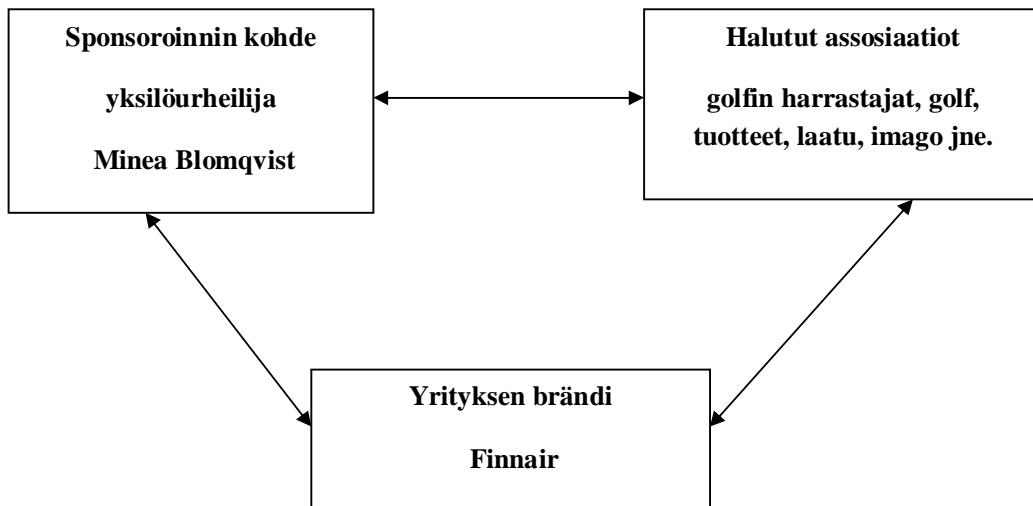 Sponsoroinnin kohde
yksilöurheilija
Minea Blomqvist
Halutut assosiaatiot
golfin harrastajat, golf,
tuotteet, laatu, imago jne.
Yrityksen brändi
Finnair